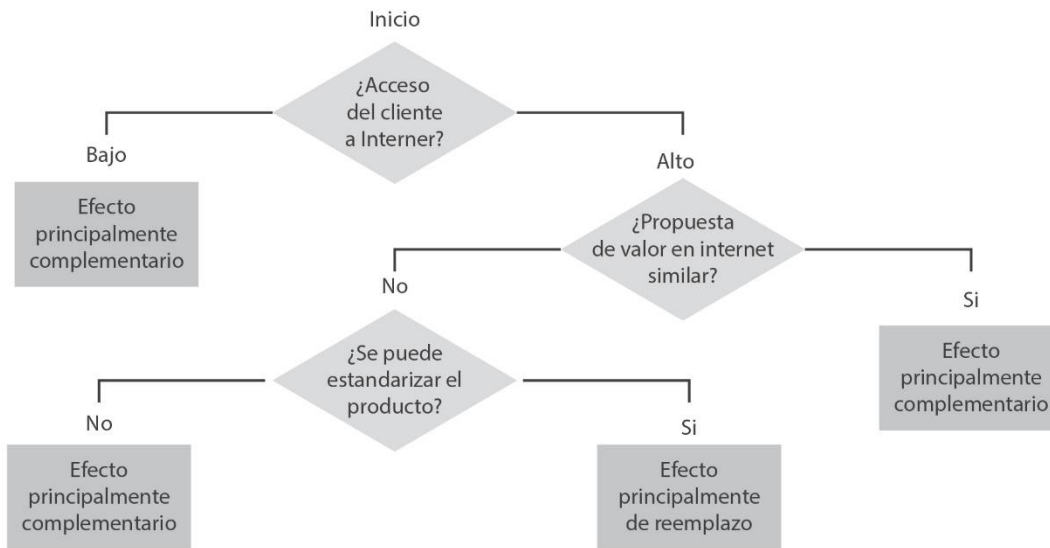 Inicio
¿Acceso
del cliente
a Interner?
Bajo
Alto
Efecto
principalmente
complementario
¿Propuesta
de valor en internet
similar?
No
Si
¿Se puede
estandarizar el
producto?
Efecto
principalmente
complementario
No
Si
Efecto
principalmente
complementario
Efecto
principalmente
de reemplazo